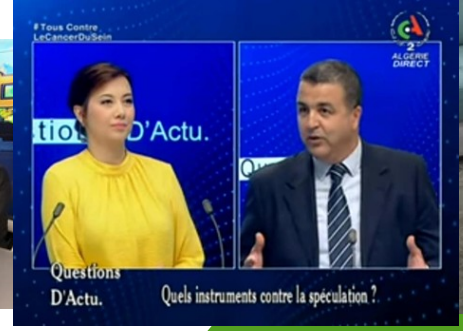 #Tous Contre
LeCancerDuSein
2
ALGERIE
DIRECT
D'Actu.
Questions
D'Actu.
Quels instruments contre la spéculation ?